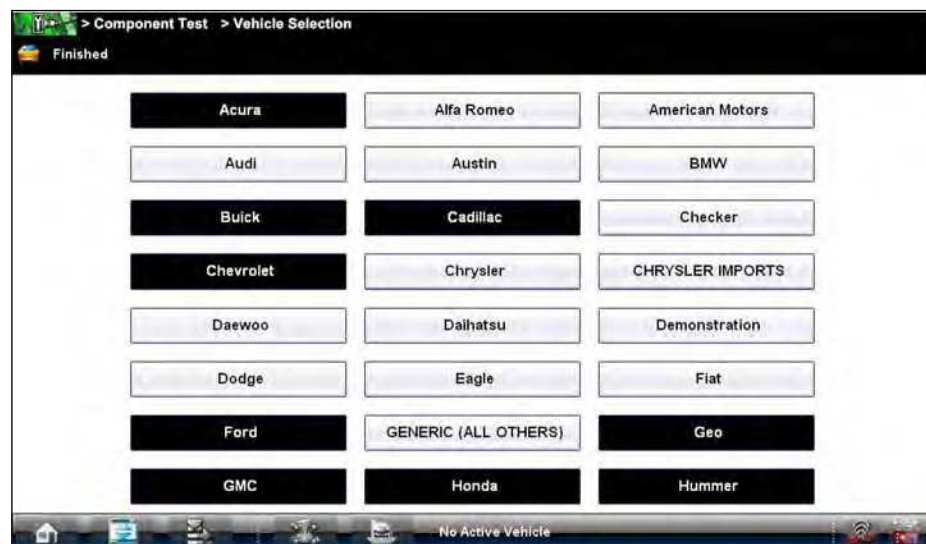 > Component Test > Vehicle Selection
Finished
Acura Alfa Romeo American Motors
Audi Austin BMW
Buick Cadillac Checker
Chevrolet Chrysler CHRYSLER IMPORTS
Daewoo Daihatsu Demonstration
Dodge Eagle Fiat
Ford GENERIC (ALL OTHERS) Geo
GMC Honda Hummer
No Active Vehicle